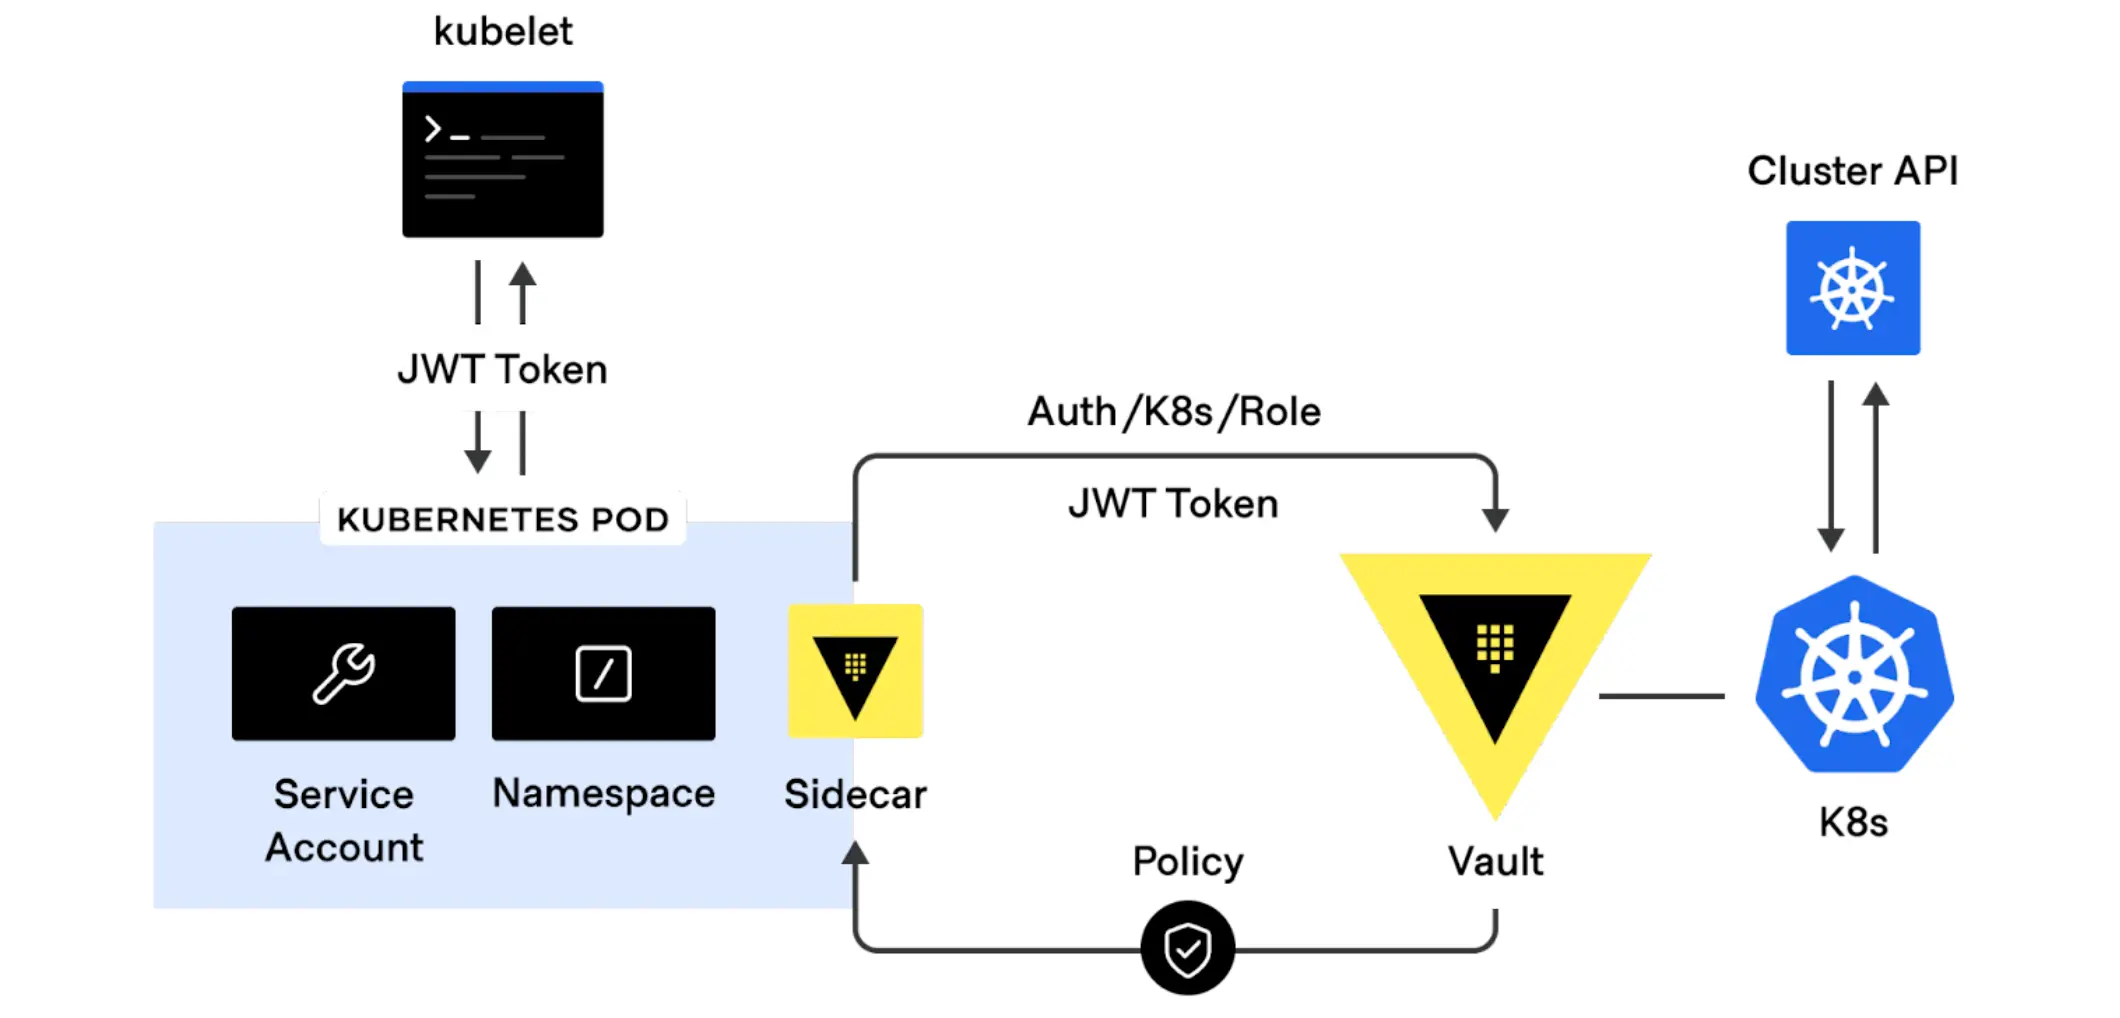 kubelet
Cluster API
JWT Token
Auth/K8s/Role
JWT Token
KUBERNETES POD
Service
Account
Namespace
Sidecar
Policy
Vault
K8s